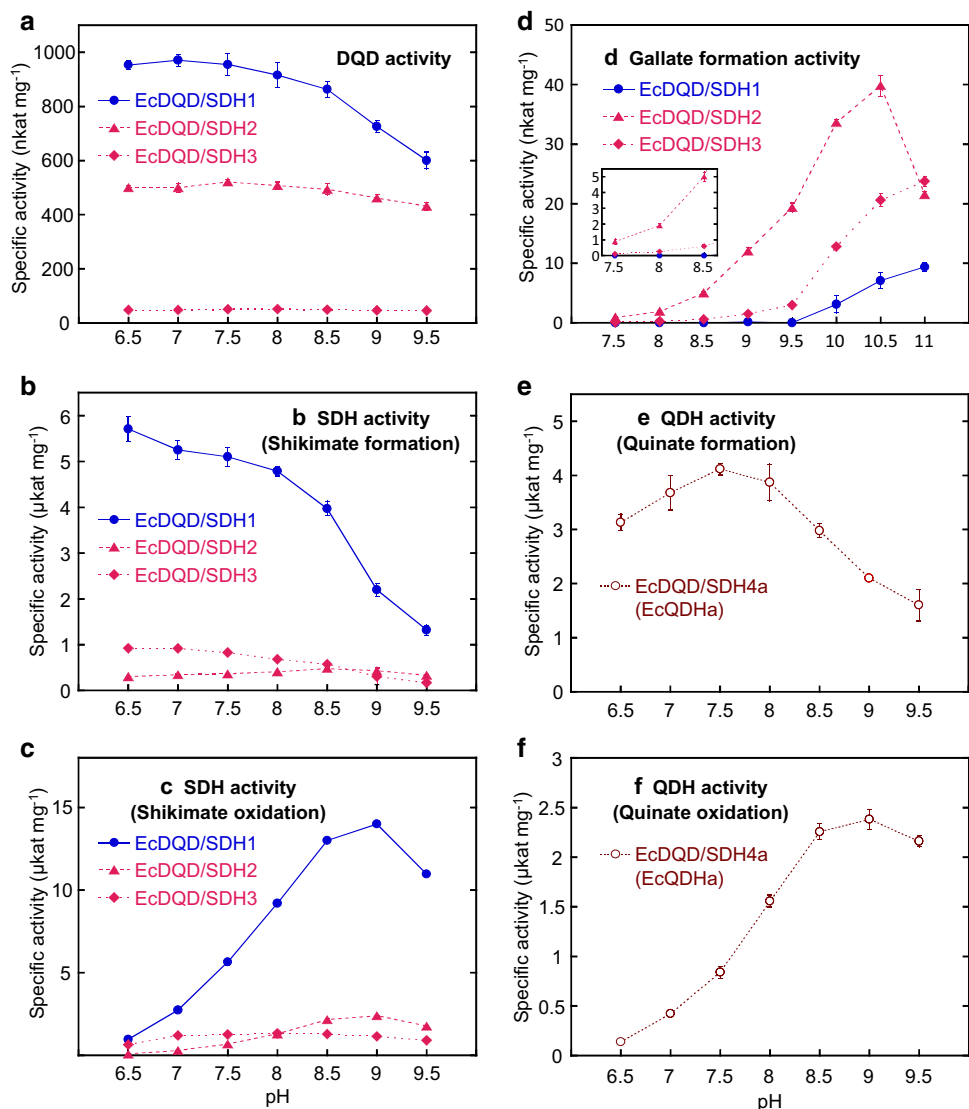 a
DQD activity
EcDQD/SDH1
EcDQD/SDH2
EcDQD/SDH3
Specific activity (nkat mg-1)
1000
800
600
400
200
0
6.5 7 7.5 8 8.5 9 9.5
b
b SDH activity
(Shikimate formation)
EcDQD/SDH1
EcDQD/SDH2
EcDQD/SDH3
Specific activity (µkat mg-1)
6
5
4
3
2
1
0
6.5 7 7.5 8 8.5 9 9.5
c
c SDH activity
(Shikimate oxidation)
EcDQD/SDH1
EcDQD/SDH2
EcDQD/SDH3
Specific activity (µkat mg-1)
15
10
5
6.5 7 7.5 8 8.5 9 9.5
pH
d
d Gallate formation activity
EcDQD/SDH1
EcDQD/SDH2
EcDQD/SDH3
Specific activity (nkat mg-1)
50
40
30
20
10
0
5
4
3
2
1
0
7.5 8 8.5
7.5 8 8.5 9 9.5 10 10.5 11
e
e QDH activity
(Quinate formation)
EcDQD/SDH4a
(EcQDHa)
Specific activity (µkat mg-1)
5
4
3
2
1
0
6.5 7 7.5 8 8.5 9 9.5
f
f QDH activity
(Quinate oxidation)
EcDQD/SDH4a
(EcQDHa)
Specific activity (µkat mg-1)
3
2.5
2
1.5
1
0.5
0
6.5 7 7.5 8 8.5 9 9.5
pH